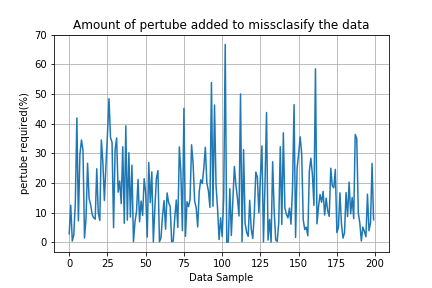 Amount of pertube added to missclasify the data
pertube required(%)
70
60
50
40
30
20
10
0
0 25 50 75 100 125 150 175 200
Data Sample